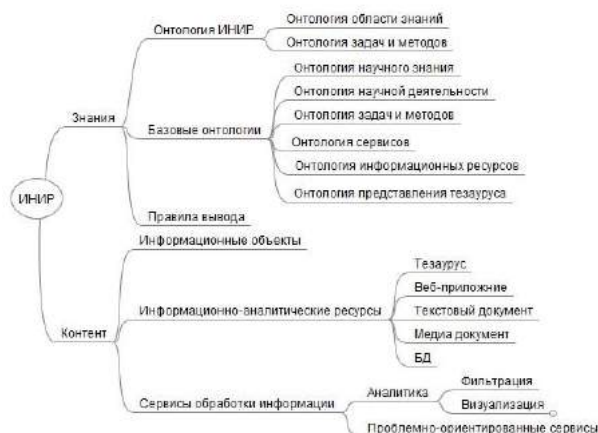 Онтология области знаний
Онтология ИНИР
Онтология задач и методов
Онтология научного знания
Онтология научной деятельности
Знания
Онтология задач и методов
Базовые онтологии
Онтология сервисов
Онтология информационных ресурсов
Онтология представления тезауруса
ИНИР
Правила вывода
Информационные объекты
Тезаурус
Веб-приложние
Информационно-аналитические ресурсы
Текстовый документ
Контент
Медиа документ
БД
Фильтрация
Аналитика
Сервисы обработки информации
Визуализация
Проблемно-ориентированные сервисы